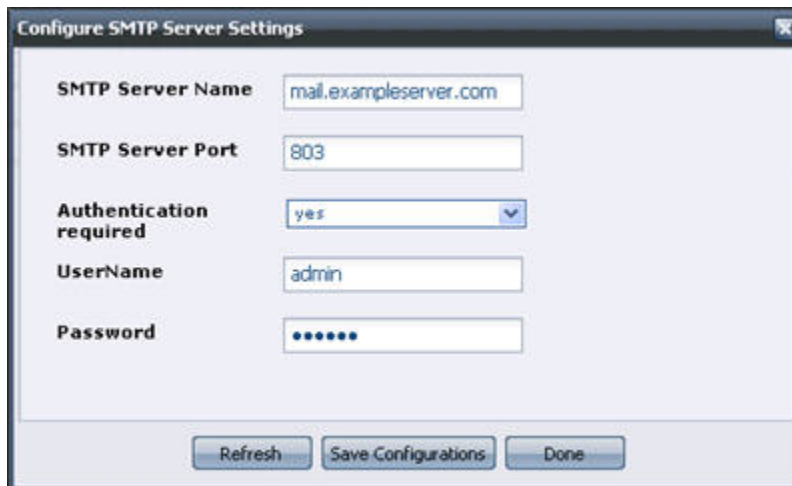 Configure SMTP Server Settings
SMTP Server Name mail.exampleserver.com
SMTP Server Port 803
Authentication required yes
UserName admin
Password ••••••
Refresh Save Configurations Done